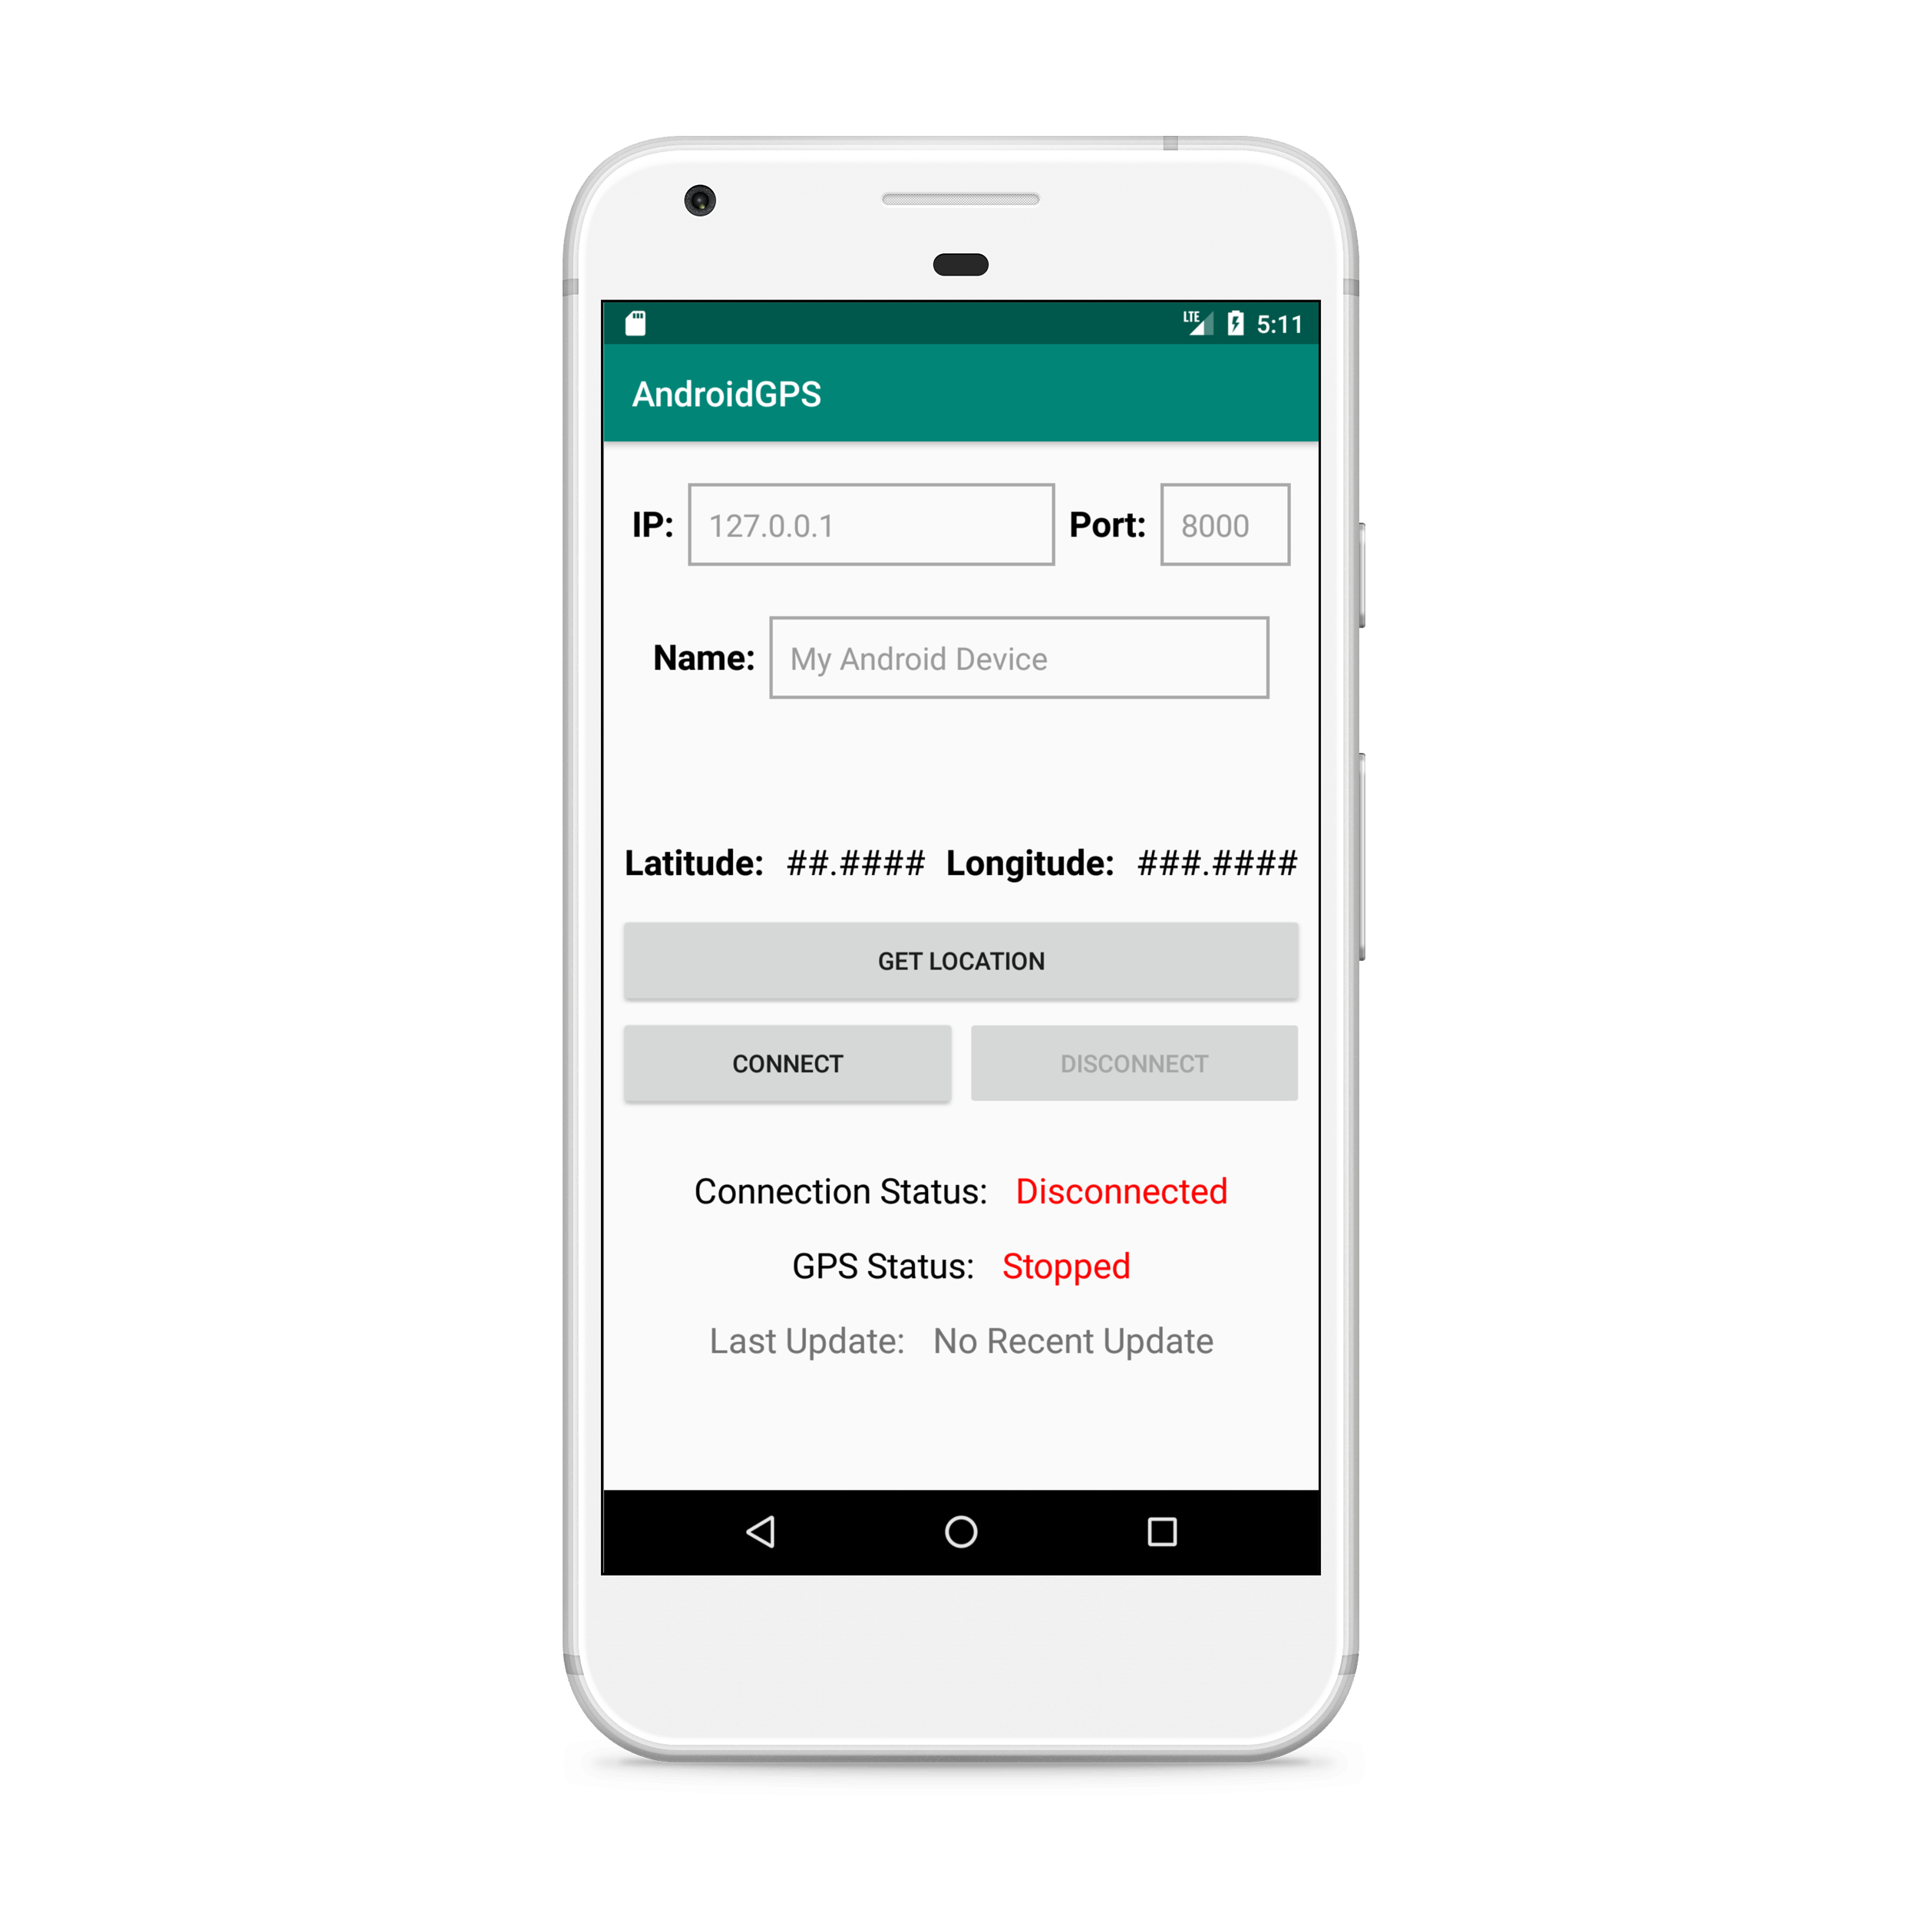 LTE 5:11
AndroidGPS
IP: 127.0.0.1 Port: 8000
Name: My Android Device
Latitude: ##.#### Longitude: ###.####
GET LOCATION
CONNECT DISCONNECT
Connection Status: Disconnected
GPS Status: Stopped
Last Update: No Recent Update